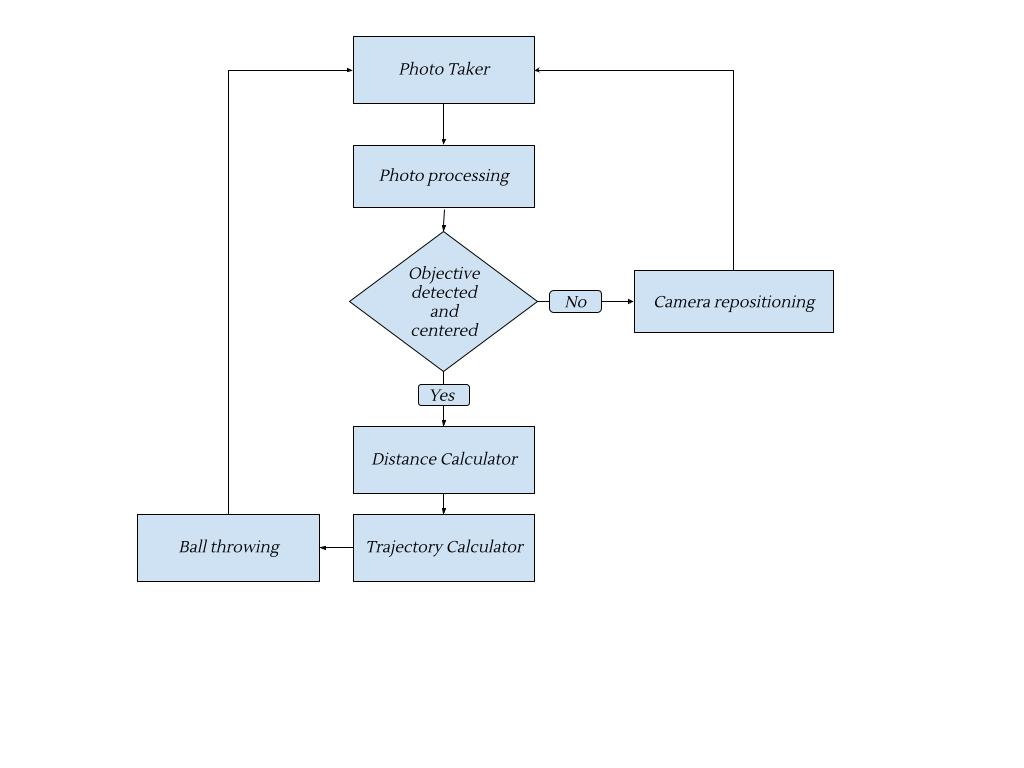 Photo Taker
Photo processing
Objective
detected
and
centered
No
Camera repositioning
Yes
Distance Calculator
Ball throwing
Trajectory Calculator